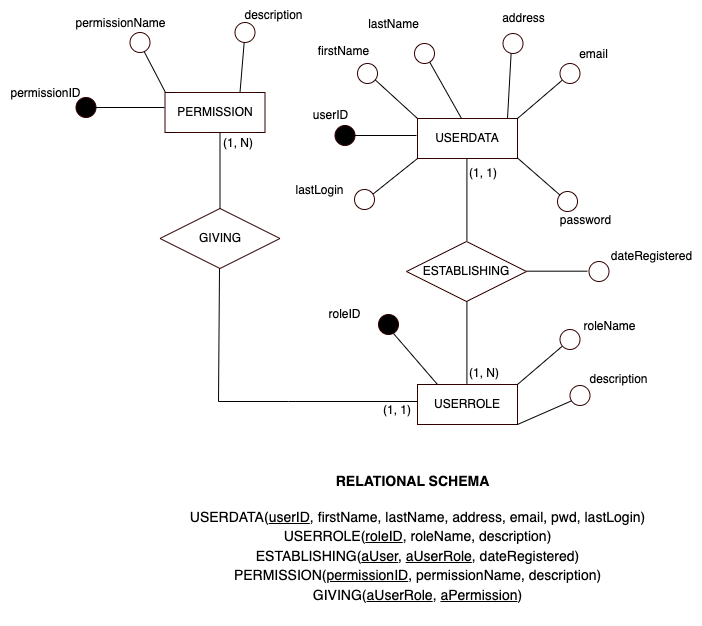 permissionName
description
permissionID
PERMISSION
(1, N)
GIVING
lastName
address
firstName
email
userID
USERDATA
(1, 1)
lastLogin
password
ESTABLISHING
dateRegistered
roleID
roleName
(1, N)
description
USERROLE
(1, 1)
RELATIONAL SCHEMA
USERDATA(userID, firstName, lastName, address, email, pwd, lastLogin)
USERROLE(roleID, roleName, description)
ESTABLISHING(aUser, aUserRole, dateRegistered)
PERMISSION(permissionID, permissionName, description)
GIVING(aUserRole, aPermission)